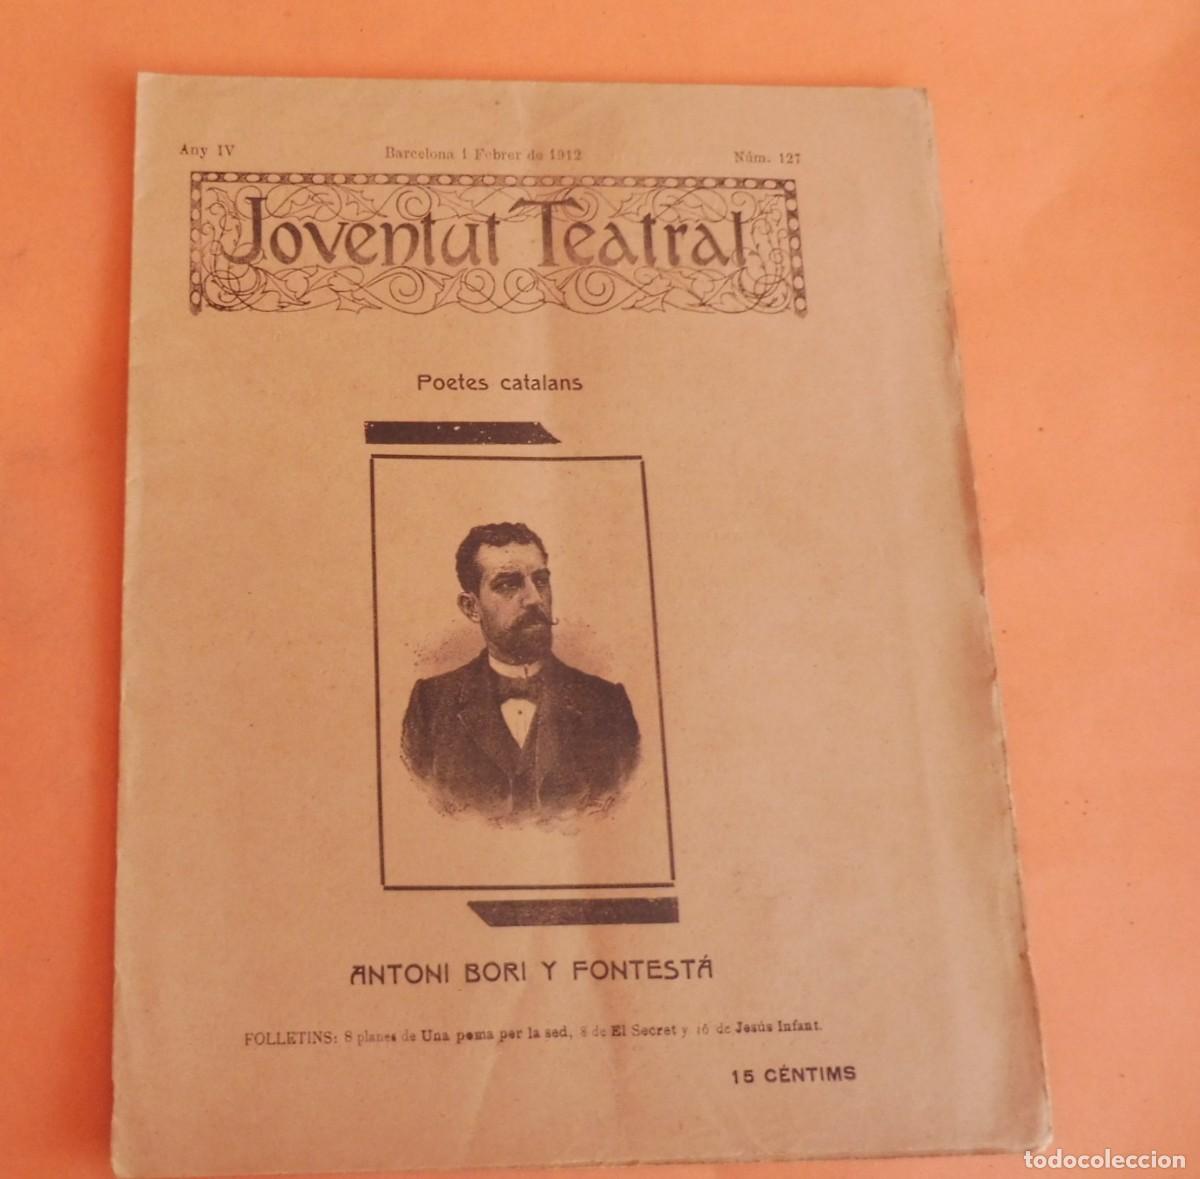 Any IV Barcelona 1 Febrer de 1912 Núm. 127
Joventut Teatral
Poetes catalans
ANTONI BORI Y FONTESTÁ
FOLLETINS: 8 planes de Una poma per la sed, 8 de El Secret y 16 de Jesús Infant.
15 CÉNTIMS
todocoleccion